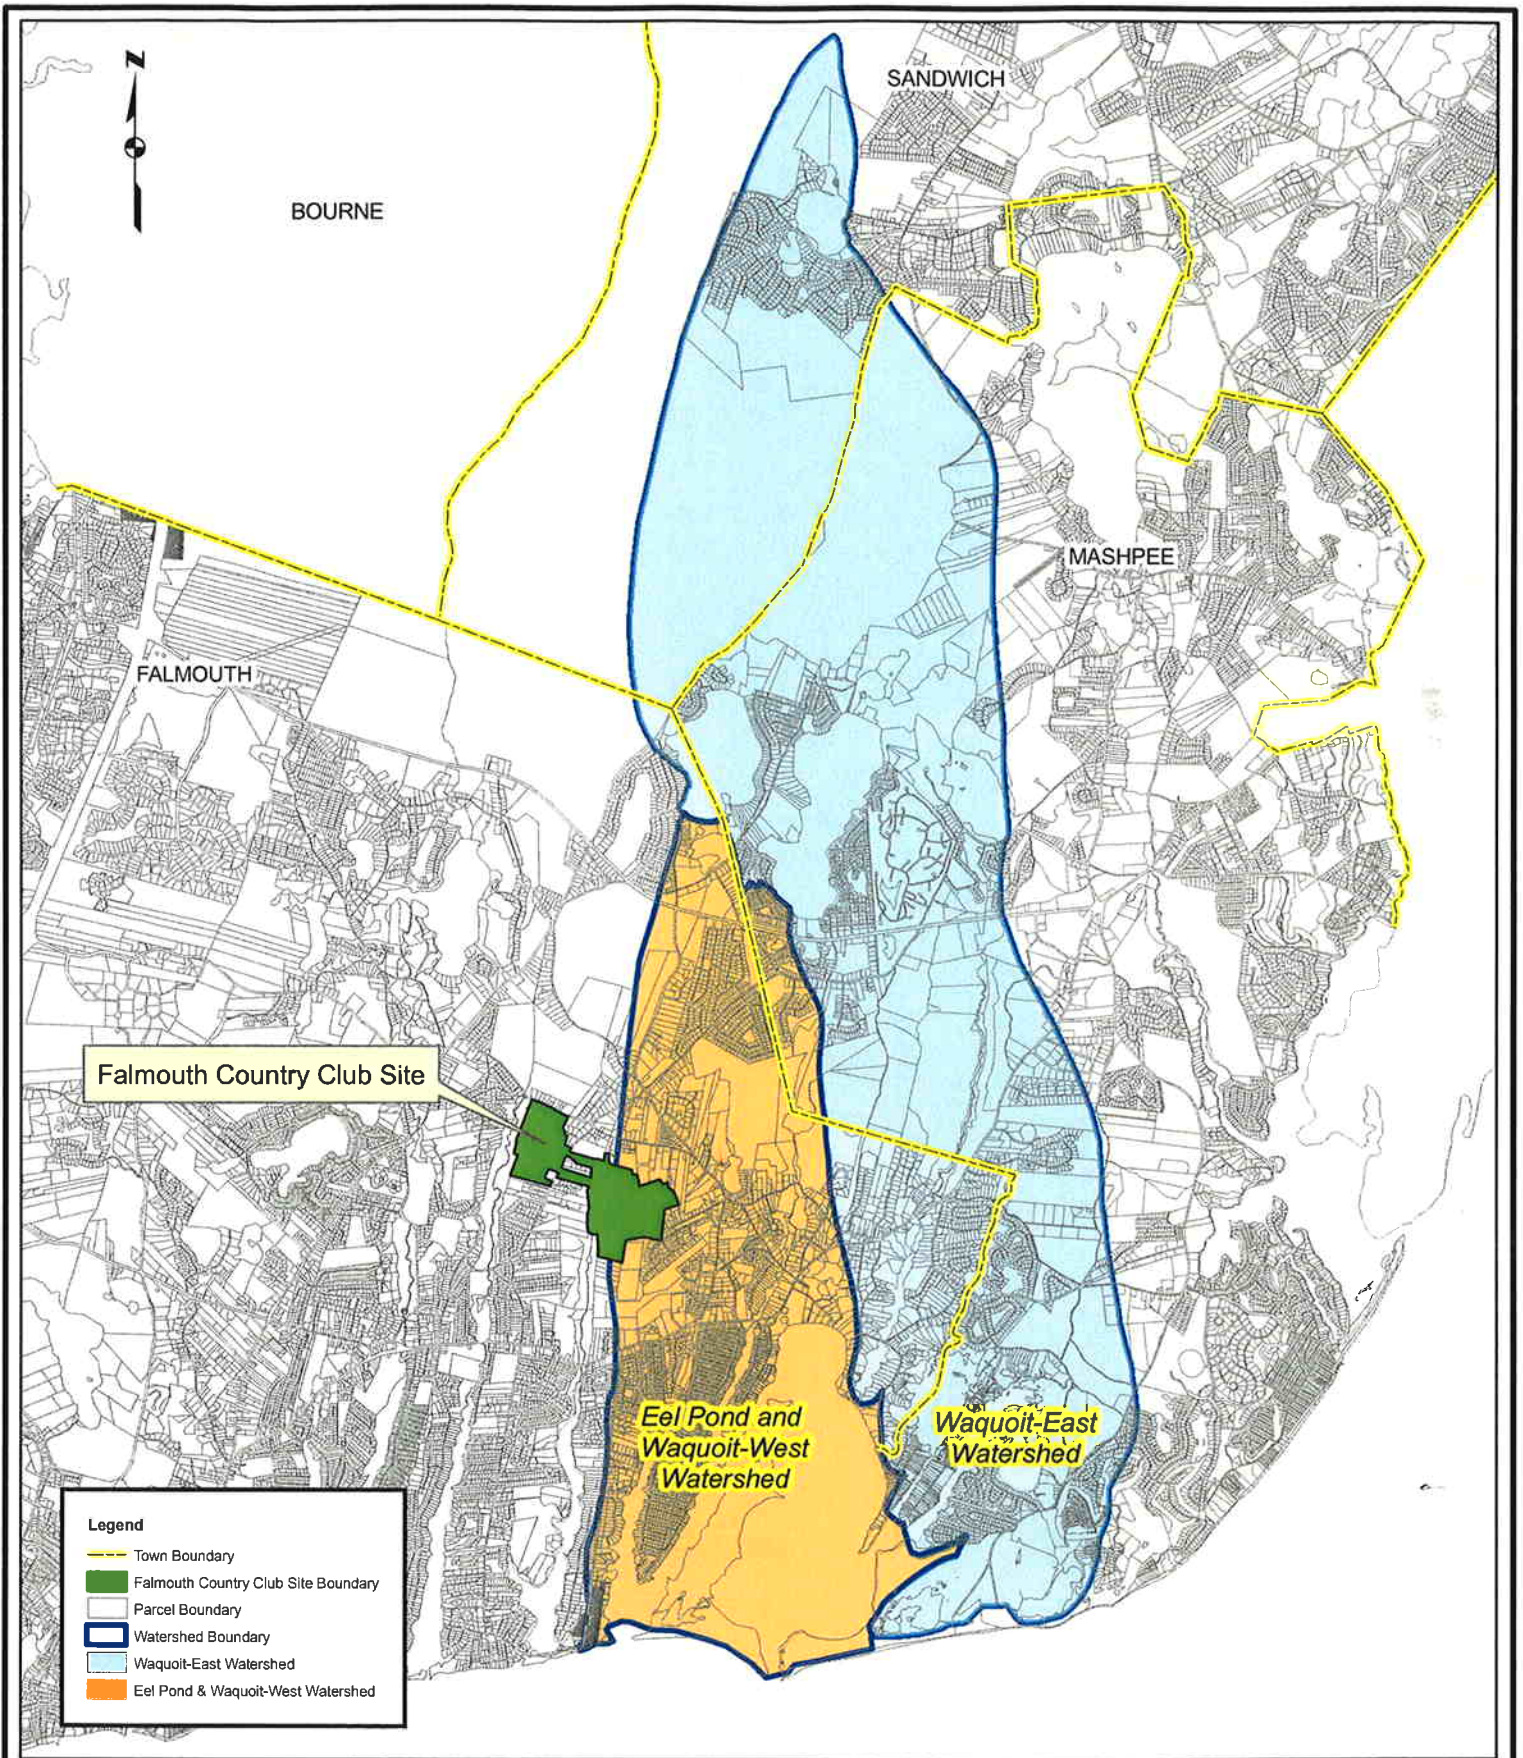 N
SANDWICH
BOURNE
MASHPEE
FALMOUTH
Falmouth Country Club Site
Eel Pond and
Waquoit-West
Watershed
Waquoit-East
Watershed
Legend
Town Boundary
Falmouth Country Club Site Boundary
Parcel Boundary
Watershed Boundary
Waquoit-East Watershed
Eel Pond & Waquoit-West Watershed